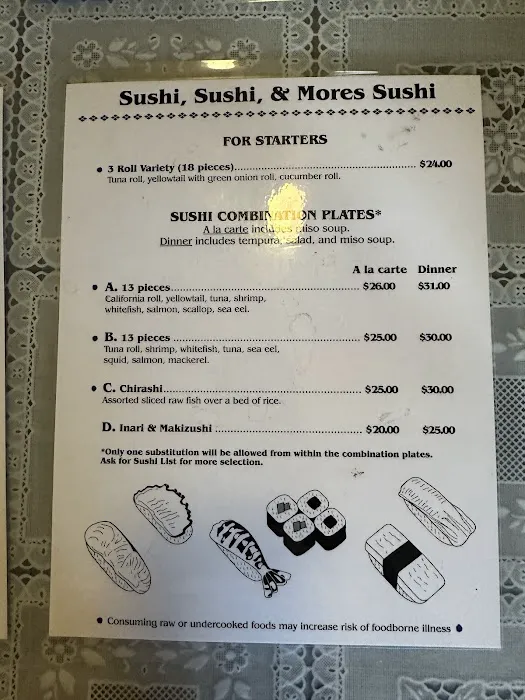 Sushi, Sushi, & Mores Sushi
FOR STARTERS
• 3 Roll Variety (18 pieces)........................................................ $24.00
Tuna roll, yellowtail with green onion roll, cucumber roll.
SUSHI COMBINATION PLATES*
A la carte includes miso soup.
Dinner includes tempura, salad, and miso soup.
A la carte Dinner
• A. 13 pieces........................................................ $26.00 $31.00
California roll, yellowtail, tuna, shrimp,
whitefish, salmon, scallop, sea eel.
• B. 13 pieces ........................................................ $25.00 $30.00
Tuna roll, shrimp, whitefish, tuna, sea eel,
squid, salmon, mackerel.
• C. Chirashi........................................................ $25.00 $30.00
Assorted sliced raw fish over a bed of rice.
D. Inari & Makizushi ........................................ $20.00 $25.00
*Only one substitution will be allowed from within the combination plates.
Ask for Sushi List for more selection.
• Consuming raw or undercooked foods may increase risk of foodborne illness •